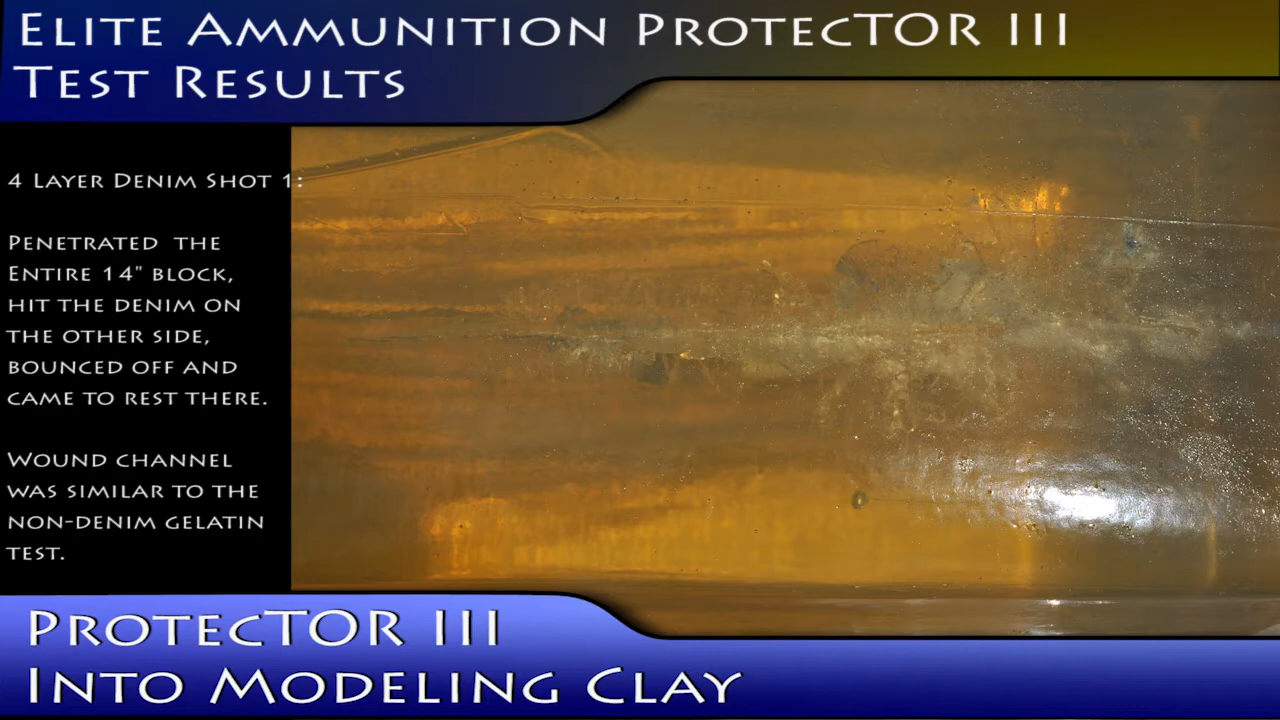 Elite Ammunition ProtecTOR III
Test Results
4 Layer Denim Shot 1:
Penetrated the
Entire 14" block,
hit the denim on
the other side,
bounced off and
came to rest there.
Wound channel
was similar to the
non-denim gelatin
test.
ProtecTOR III
Into Modeling Clay